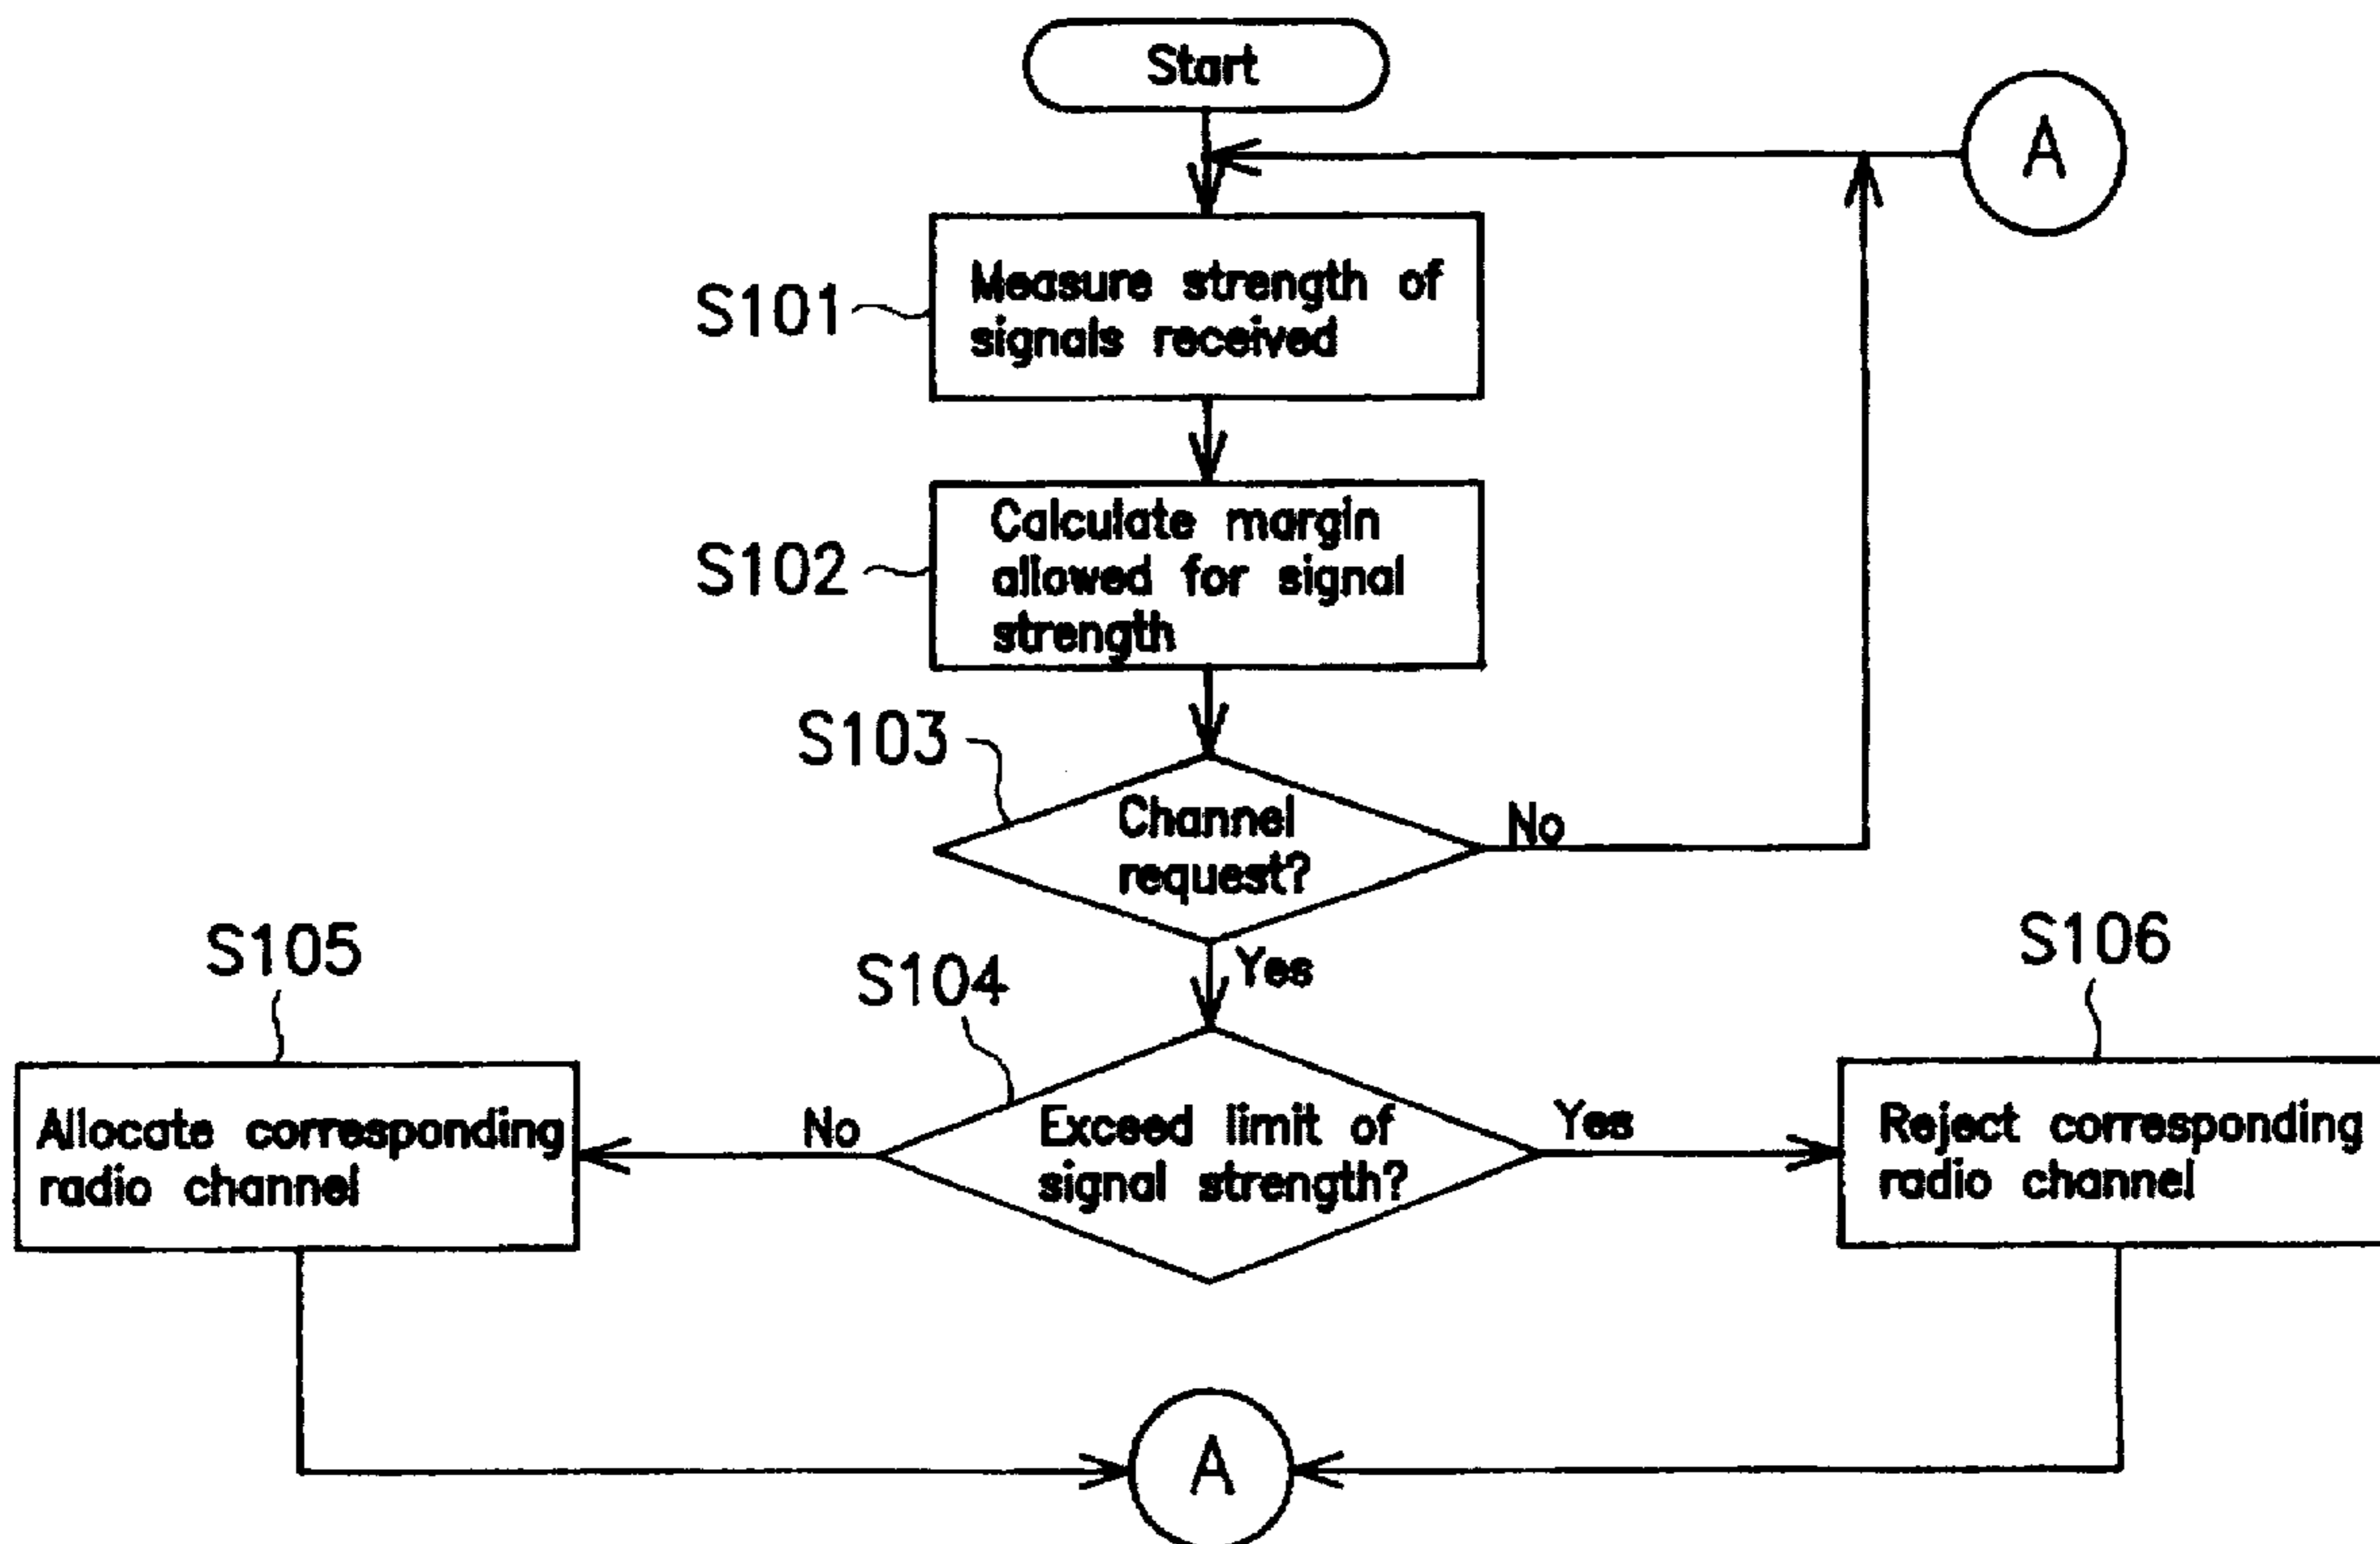 Start
A
S101
Measure strength of
signals received
S102
Calculate margin
allowed for signal
strength
S103
Channel
request?
No
Yes
S104
Exceed limit of
signal strength?
No
Yes
S105
Allocate corresponding
radio channel
S106
Reject corresponding
radio channel
A